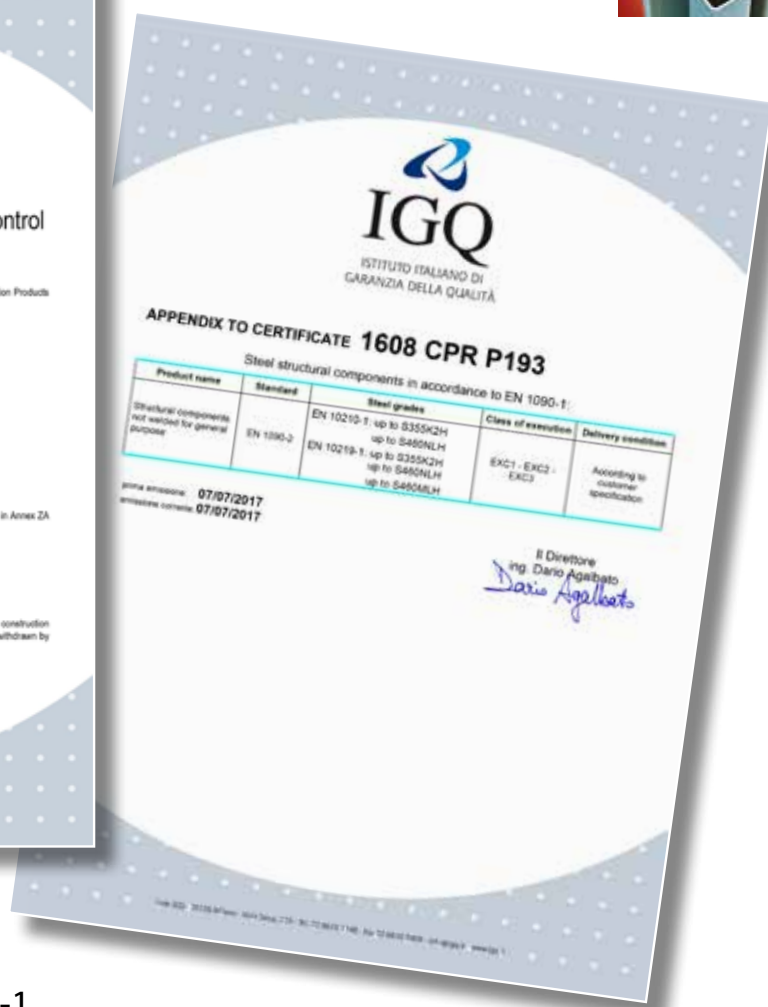 ontrol
ion Products
in Annex ZA
construction
withdrawn by
IGQ
ISTITUTO ITALIANO DI
GARANZIA DELLA QUALITÀ
APPENDIX TO CERTIFICATE 1608 CPR P193
Steel structural components in accordance to EN 1090-1:
Product name Standard Steel grades Class of execution Delivery condition
Structural components
not welded for general
purpose
EN 1090-2
EN 10210-1: up to S355K2H
up to S460NLH
EN 10219-1: up to S355K2H
up to S460NLH
up to S460MLH
EXC1 - EXC2 -
EXC3
According to
customer
specification
prima emissione: 07/07/2017
emissione corrente: 07/07/2017
Il Direttore
ing. Dario Agalbato
Dario Agalbato
-1